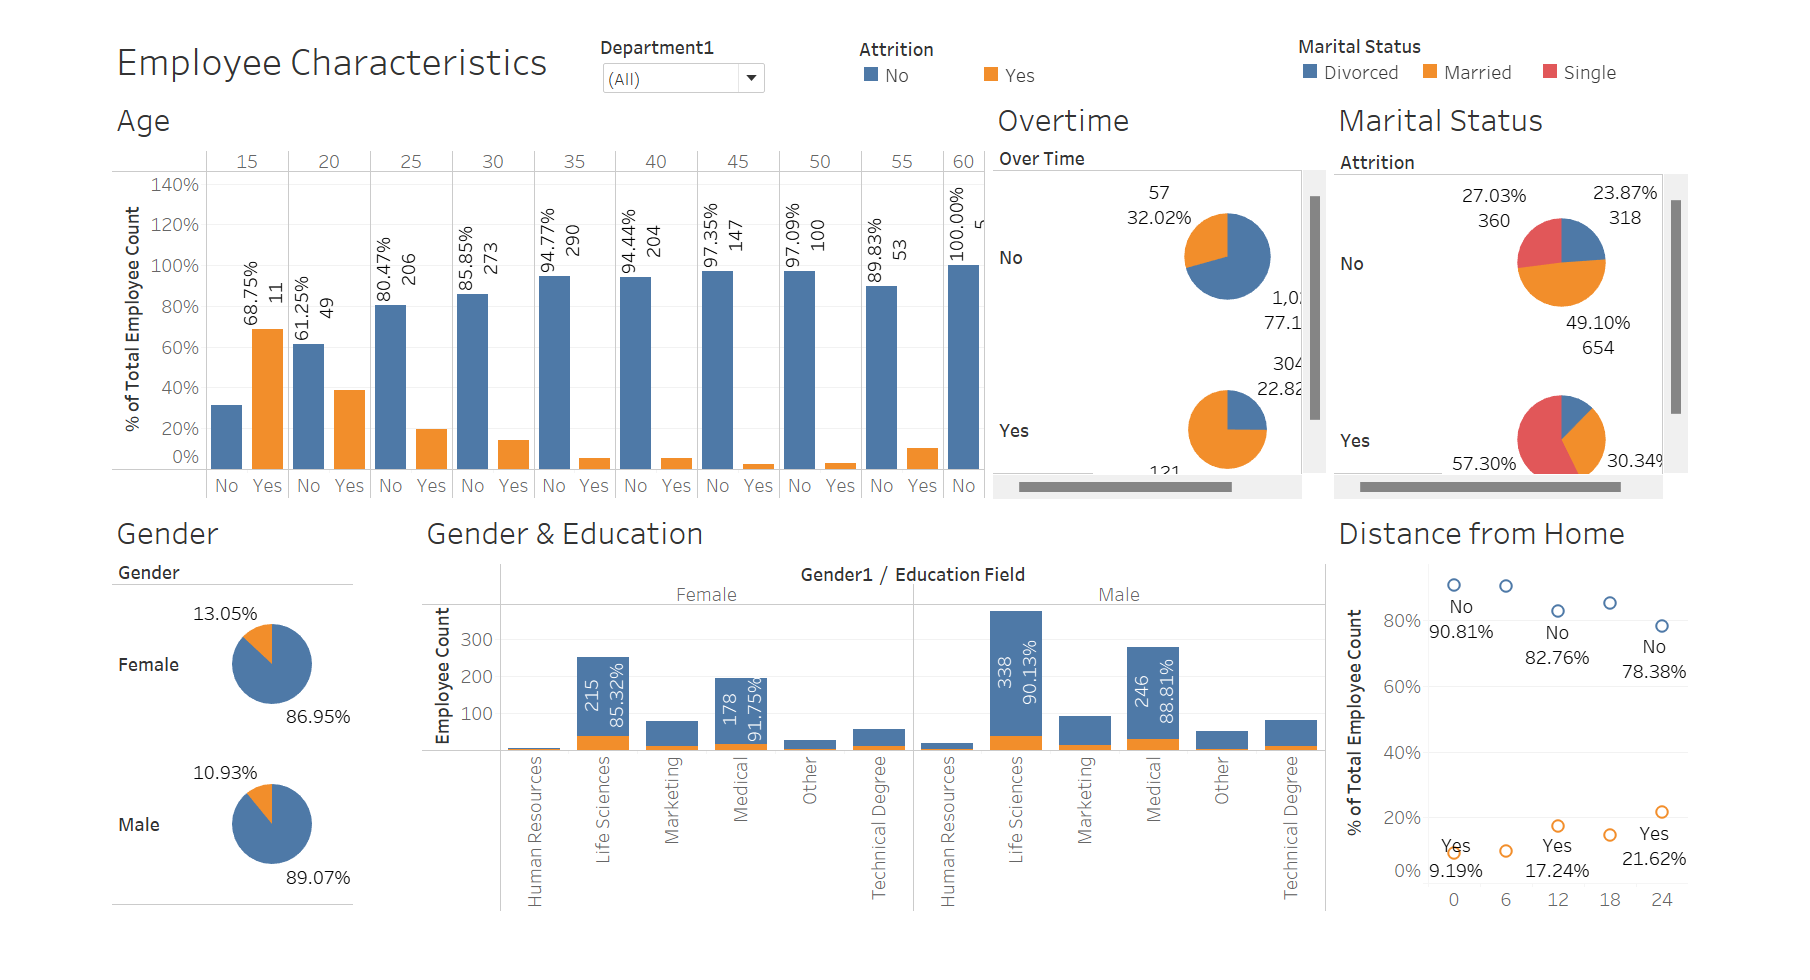 Employee Characteristics
Department1
(All)
Attrition
No
Yes
Marital Status
Divorced
Married
Single
Age
15 20 25 30 35 40 45 50 55 60
% of Total Employee Count
140%
120%
100%
80%
60%
40%
20%
0%
68.75%
11
61.25%
49
80.47%
206
85.85%
273
94.77%
290
94.44%
204
97.35%
147
97.09%
100
89.83%
53
100.00%
No Yes No Yes No Yes No Yes No Yes No Yes No Yes No Yes No Yes No
Overtime
Over Time
No
57
32.02%
Yes
Marital Status
Attrition
No
27.03%
360
23.87%
318
49.10%
654
Yes
57.30%
30.34%
Gender
Gender
Female
13.05%
86.95%
Male
10.93%
89.07%
Gender & Education
Gender1 / Education Field
Female
Male
Employee Count
300
200
100
215
85.32%
178
91.75%
338
90.13%
246
88.81%
Human Resources
Life Sciences
Marketing
Medical
Other
Technical Degree
Human Resources
Life Sciences
Marketing
Medical
Other
Technical Degree
Distance from Home
% of Total Employee Count
80%
60%
40%
20%
0%
No
90.81%
No
82.76%
No
78.38%
Yes
9.19%
Yes
17.24%
Yes
21.62%
0 6 12 18 24